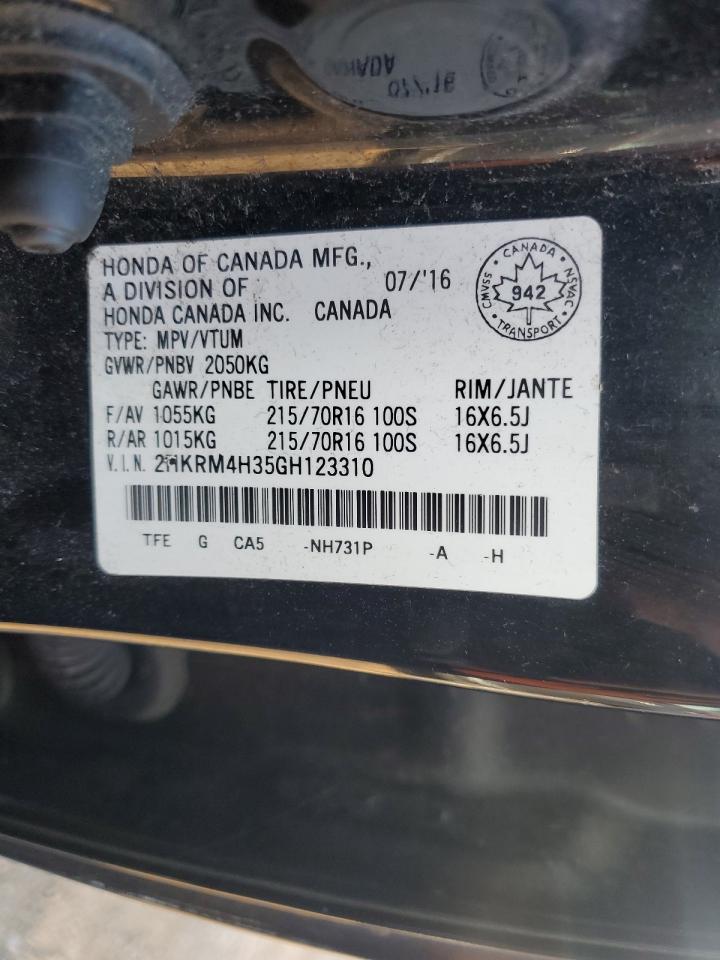 HONDA OF CANADA MFG.,
A DIVISION OF 07/'16
HONDA CANADA INC. CANADA
CANADA
CMVSS 942 NSVAC
TRANSPORT
TYPE: MPV/VTUM
GVWR/PNBV 2050KG
GAWR/PNBE TIRE/PNEU RIM/JANTE
F/AV 1055KG 215/70R16 100S 16X6.5J
R/AR 1015KG 215/70R16 100S 16X6.5J
V.I.N. 2HKRM4H35GH123310
TFE G CA5 -NH731P -A -H